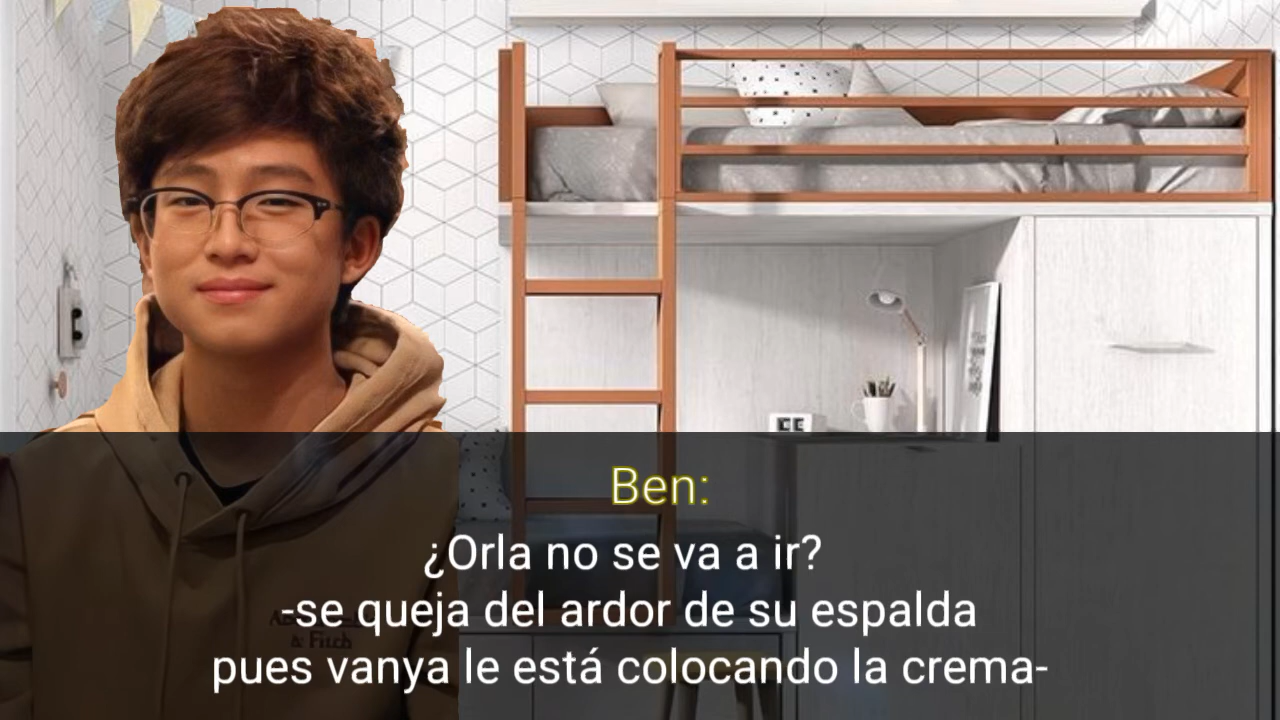 Ben:
¿Orla no se va a ir?
-se queja del ardor de su espalda
pues vanya le está colocando la crema-
& Fitch